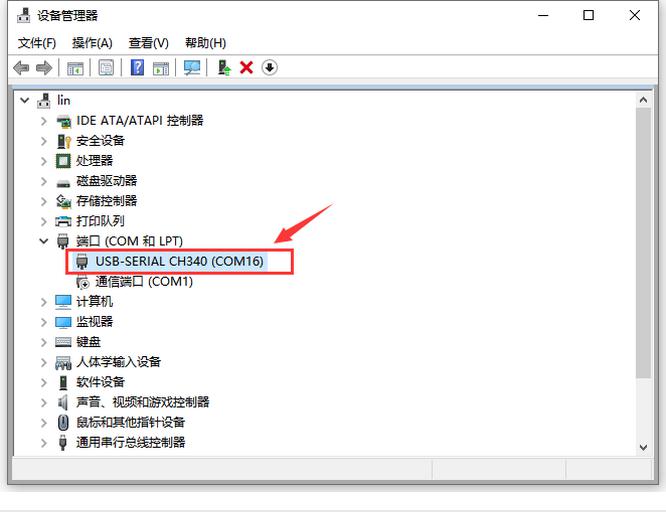 设备管理器
文件(F) 操作(A) 查看(V) 帮助(H)
lin
IDE ATA/ATAPI 控制器
安全设备
处理器
磁盘驱动器
存储控制器
打印队列
端口 (COM 和 LPT)
USB-SERIAL CH340 (COM16)
通信端口 (COM1)
计算机
监视器
键盘
人体学输入设备
软件设备
声音、视频和游戏控制器
鼠标和其他指针设备
通用串行总线控制器